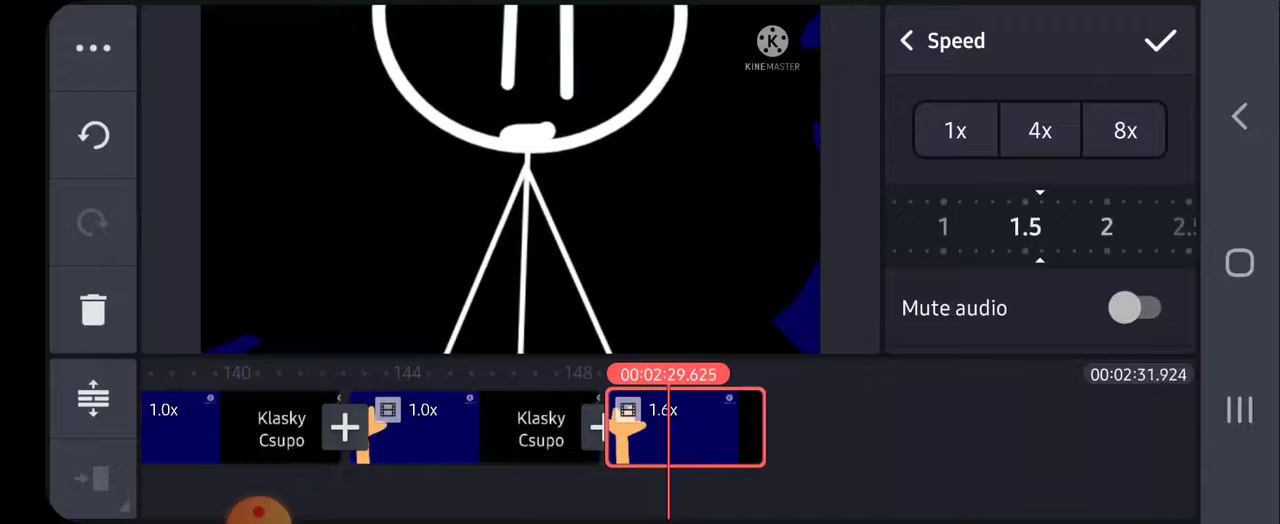 K
KINEMASTER
Speed
1x
4x
8x
1
1.5
2
2.5
Mute audio
140
144
148
00:02:29.625
00:02:31.924
1.0x
Klasky
Csupo
1.0x
Klasky
Csupo
1.6x